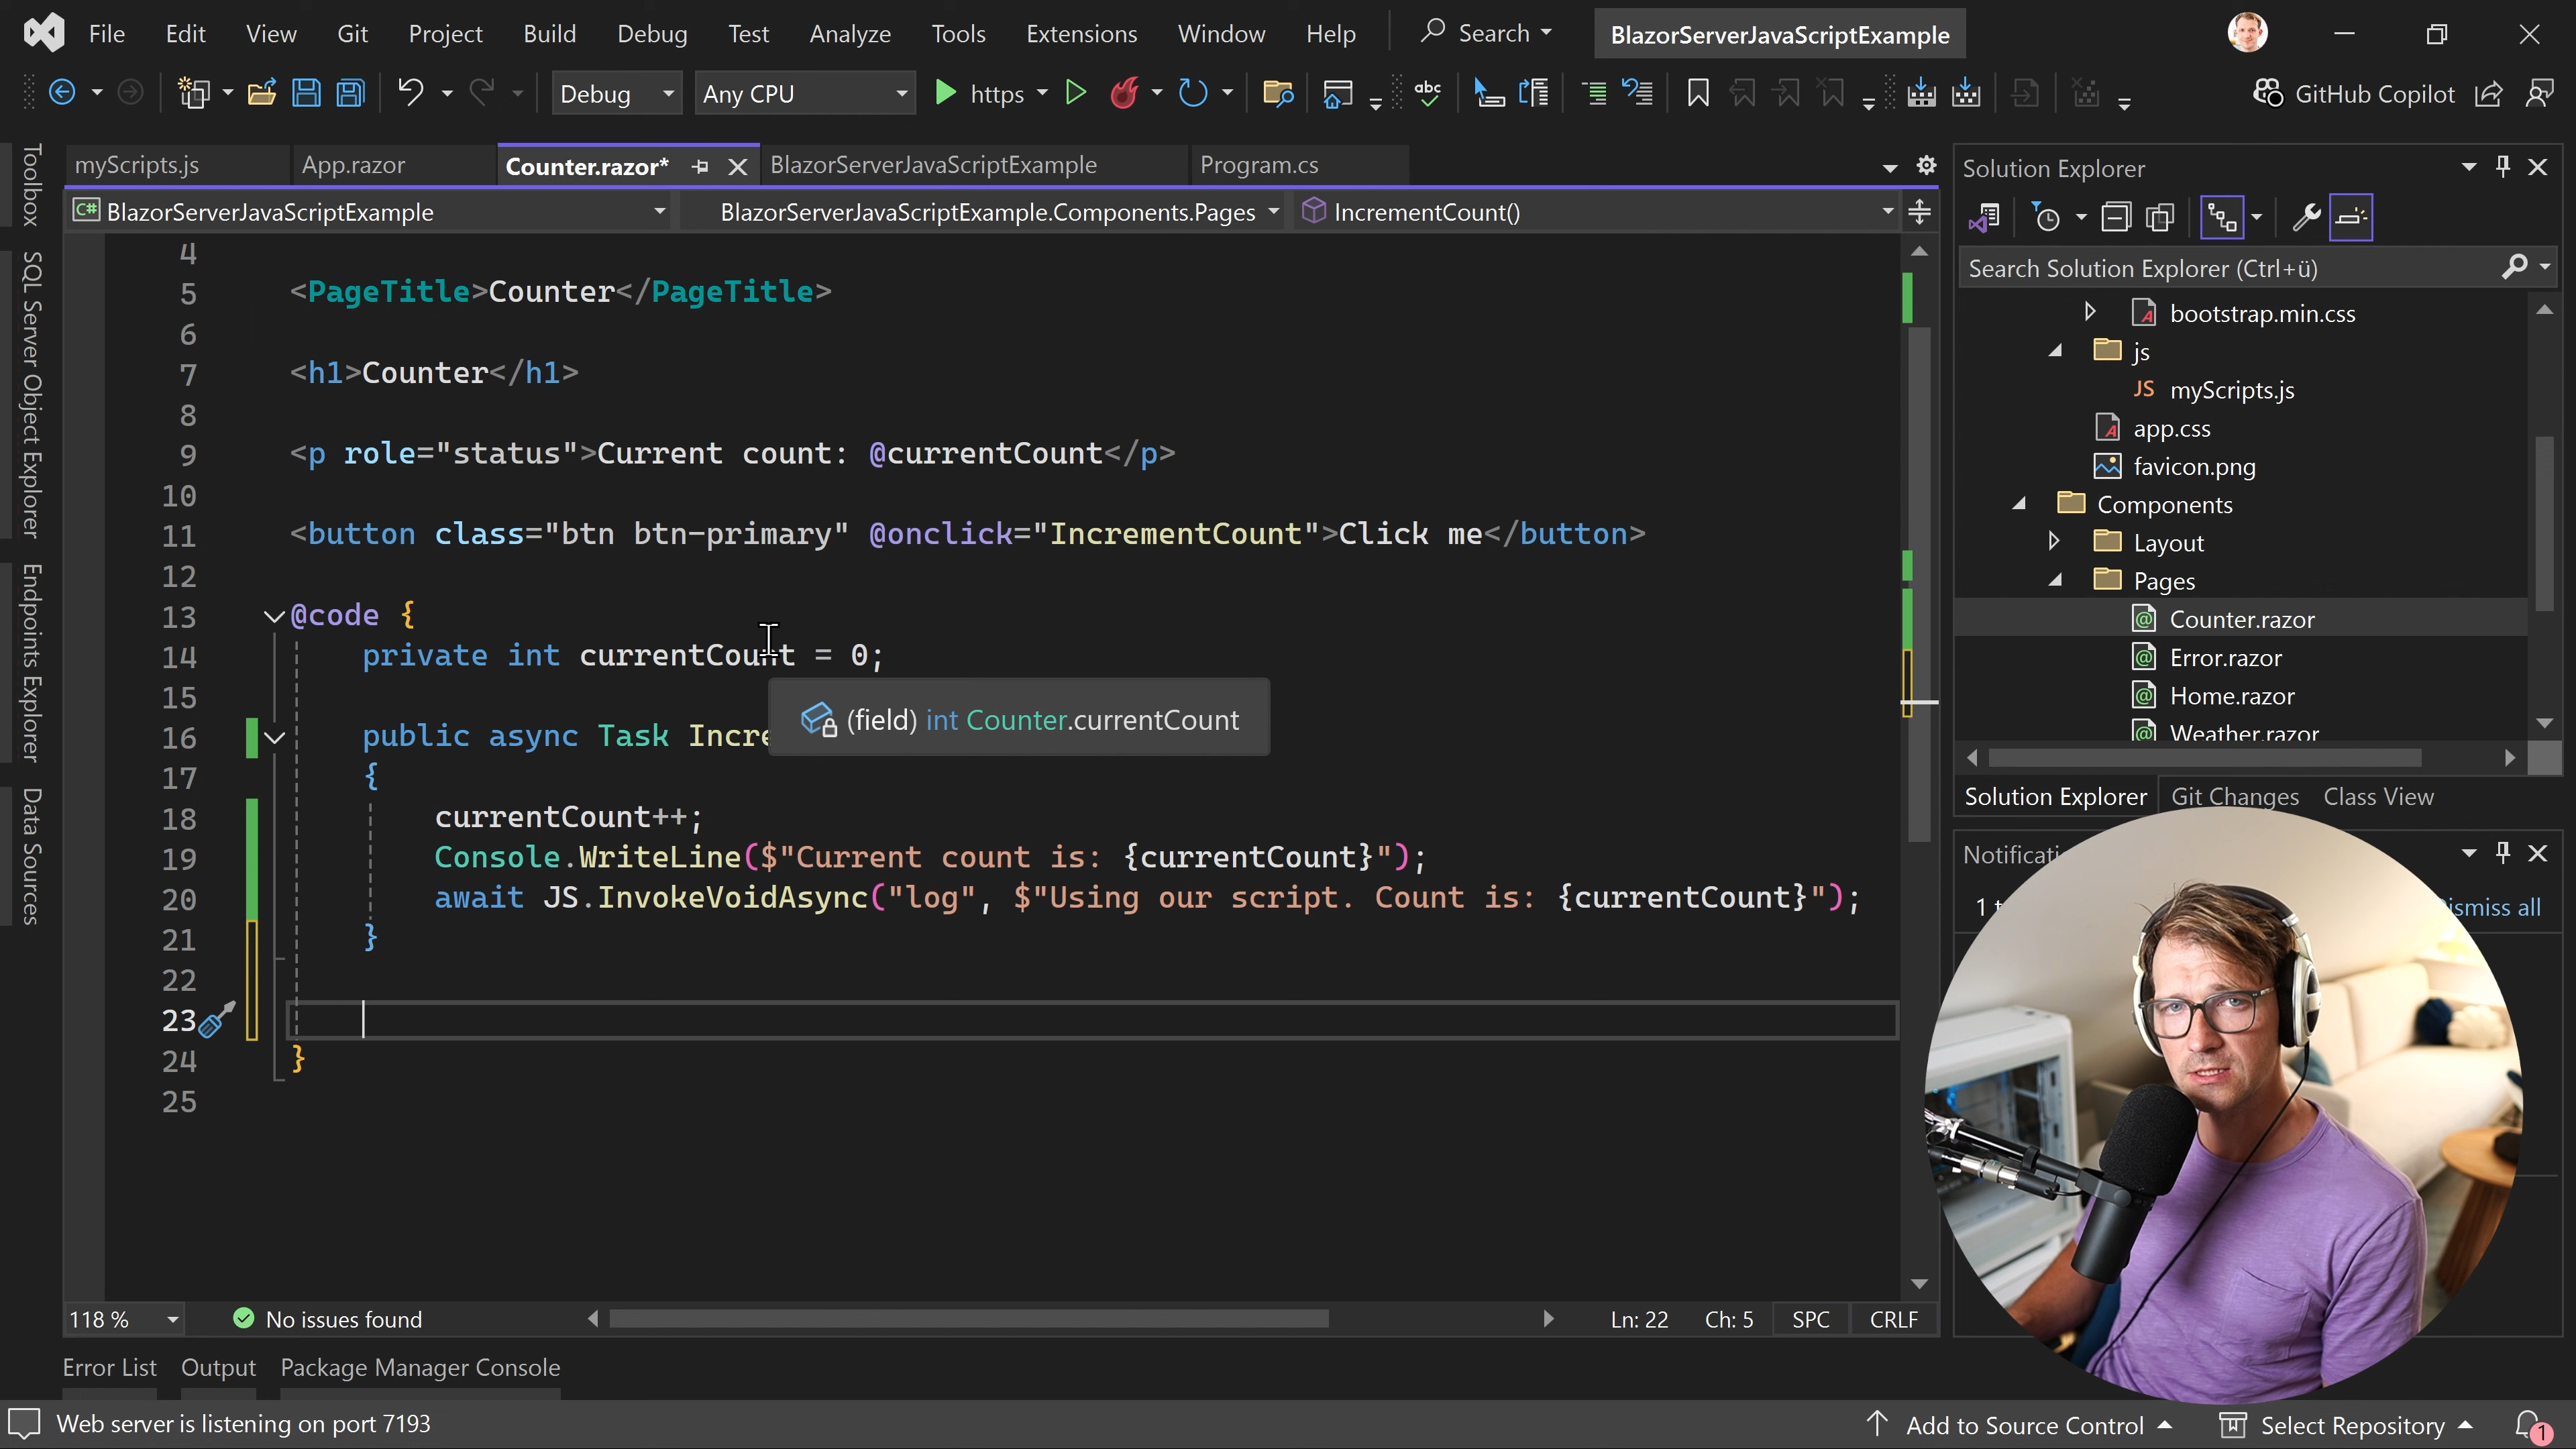 File Edit View Git Project Build Debug Test Analyze Tools Extensions Window Help Search BlazorServerJavaScriptExample
Debug Any CPU https abc GitHub Copilot
myScripts.js App.razor Counter.razor* BlazorServerJavaScriptExample Program.cs
C# BlazorServerJavaScriptExample BlazorServerJavaScriptExample.Components.Pages IncrementCount()
Toolbox
SQL Server Object Explorer
Endpoints Explorer
Data Sources
4
5 <PageTitle>Counter</PageTitle>
6
7 <h1>Counter</h1>
8
9 <p role="status">Current count: @currentCount</p>
10
11 <button class="btn btn-primary" @onclick="IncrementCount">Click me</button>
12
13 @code {
14 private int currentCount = 0;
15
(field) int Counter.currentCount
16 public async Task Incre
17 {
18 currentCount++;
19 Console.WriteLine($"Current count is: {currentCount}");
20 await JS.InvokeVoidAsync("log", $"Using our script. Count is: {currentCount}");
21 }
22
23
24 }
25
118 % No issues found Ln: 22 Ch: 5 SPC CRLF
Solution Explorer
Search Solution Explorer (Ctrl+ü)
bootstrap.min.css
js
JS myScripts.js
app.css
favicon.png
Components
Layout
Pages
@ Counter.razor
@ Error.razor
@ Home.razor
@ Weather.razor
Solution Explorer Git Changes Class View
Error List Output Package Manager Console
Web server is listening on port 7193 Add to Source Control Select Repository 1